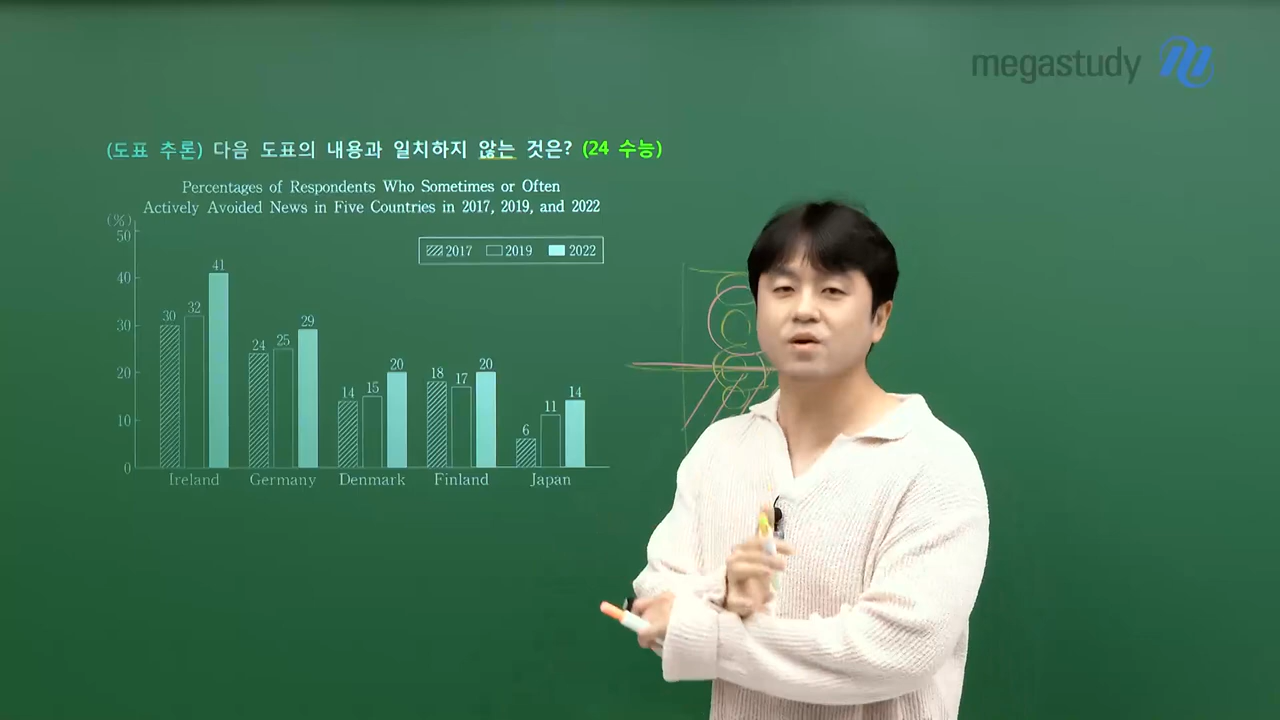 megastudy
(도표 추론) 다음 도표의 내용과 일치하지 않는 것은? (24 수능)
Percentages of Respondents Who Sometimes or Often
Actively Avoided News in Five Countries in 2017, 2019, and 2022
(%)
2017 2019 2022
50
40
30
20
10
0
30 32 41
24 25 29
14 15 20
18 17 20
6 11 14
Ireland Germany Denmark Finland Japan